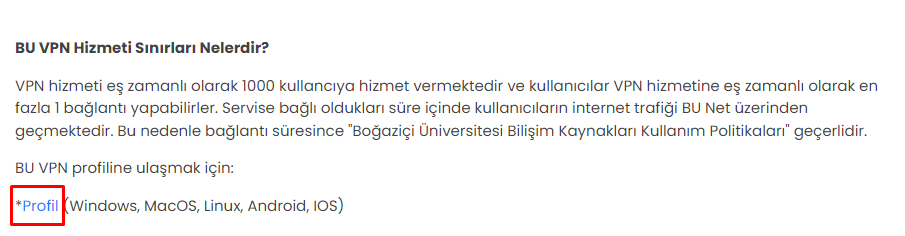 BU VPN Hizmeti Sınırları Nelerdir?
VPN hizmeti eş zamanlı olarak 1000 kullancıya hizmet vermektedir ve kullanıcılar VPN hizmetine eş zamanlı olarak en
fazla 1 bağlantı yapabilirler. Servise bağlı oldukları süre içinde kullanıcıların internet trafiği BU Net üzerinden
geçmektedir. Bu nedenle bağlantı süresince "Boğaziçi Üniversitesi Bilişim Kaynakları Kullanım Politikaları" geçerlidir.
BU VPN profiline ulaşmak için:
*Profil (Windows, MacOS, Linux, Android, IOS)